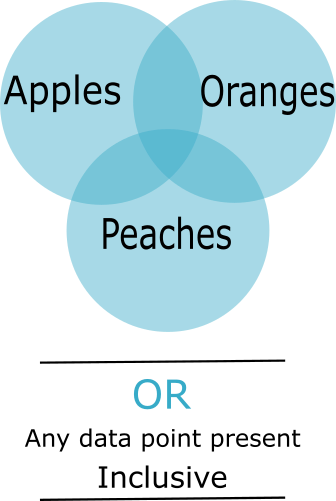 Apples Oranges
Peaches
OR
Any data point present
Inclusive